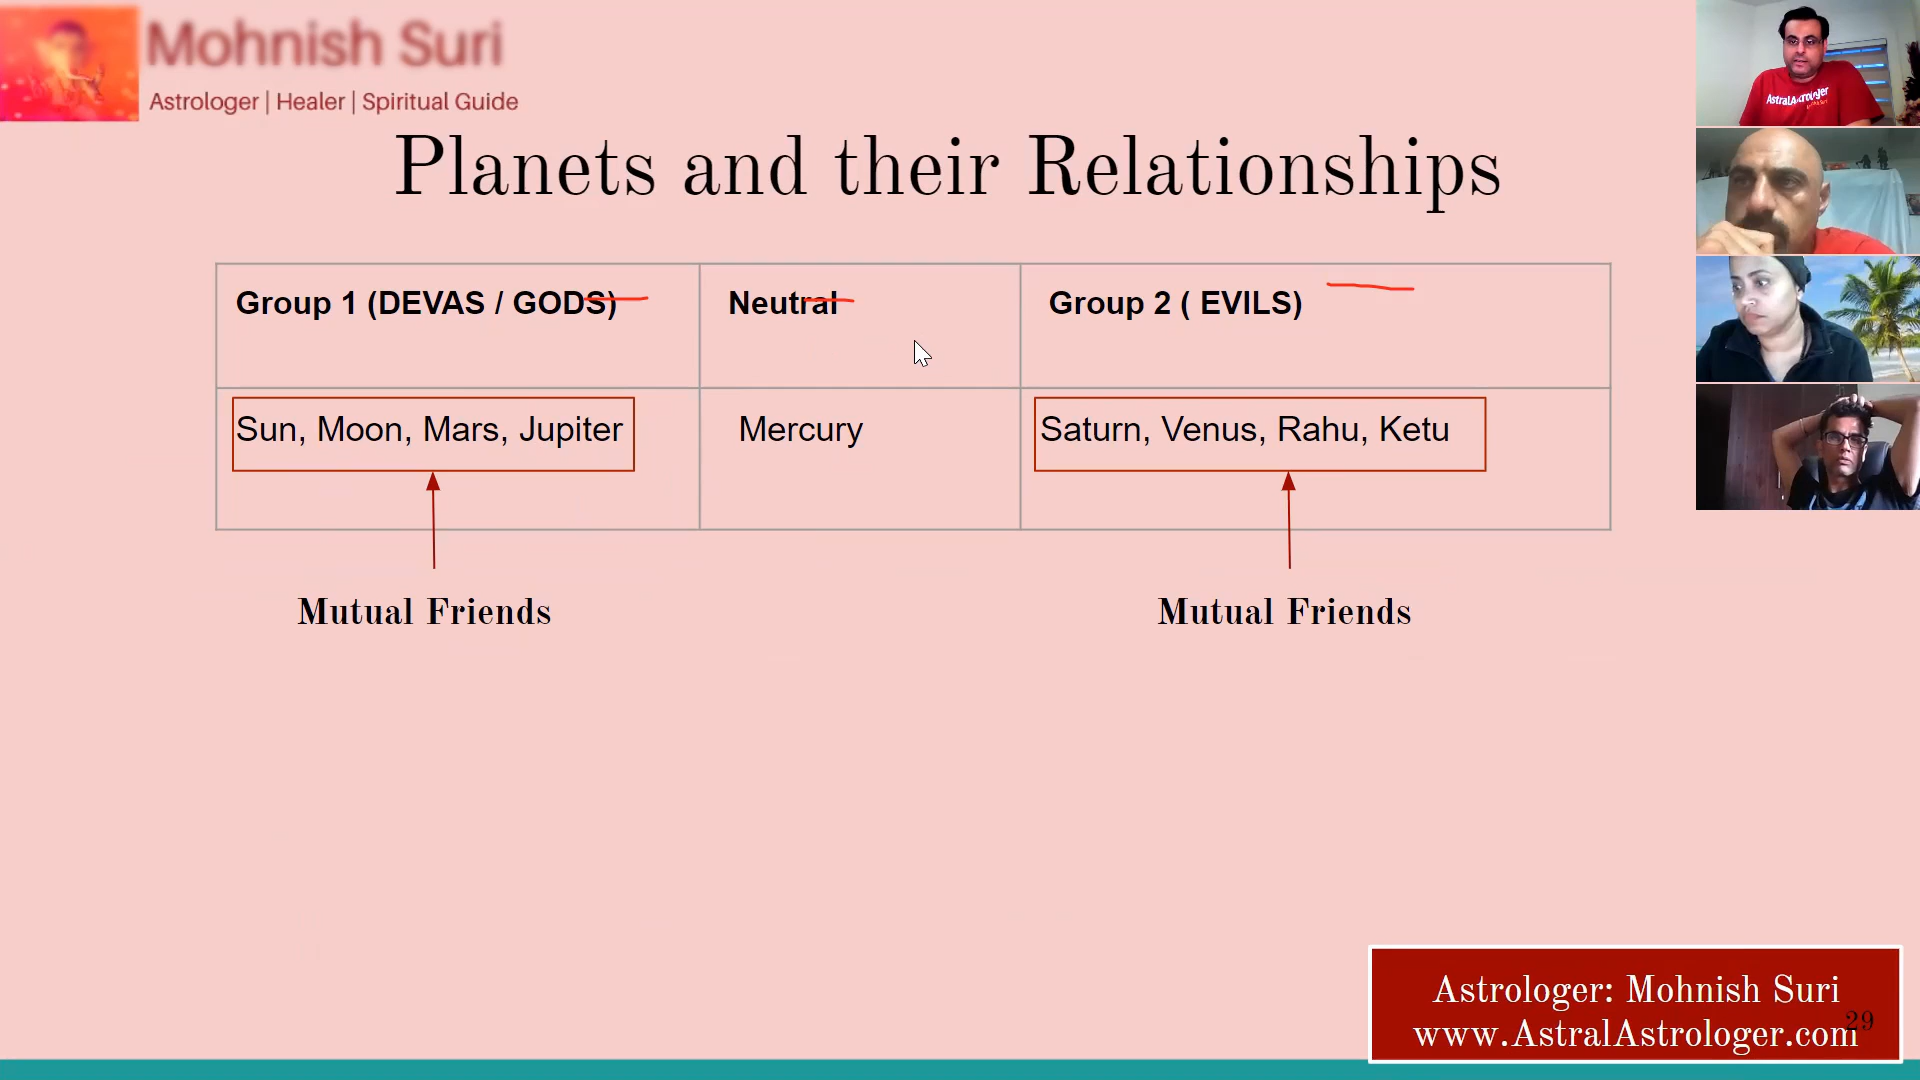 Mohnish Suri
Astrologer | Healer | Spiritual Guide
Planets and their Relationships
Group 1 (DEVAS / GODS)
Neutral
Group 2 ( EVILS)
Sun, Moon, Mars, Jupiter
Mercury
Saturn, Venus, Rahu, Ketu
Mutual Friends
Mutual Friends
AstralAstrologer
Astrologer: Mohnish Suri
www.AstralAstrologer.com
29